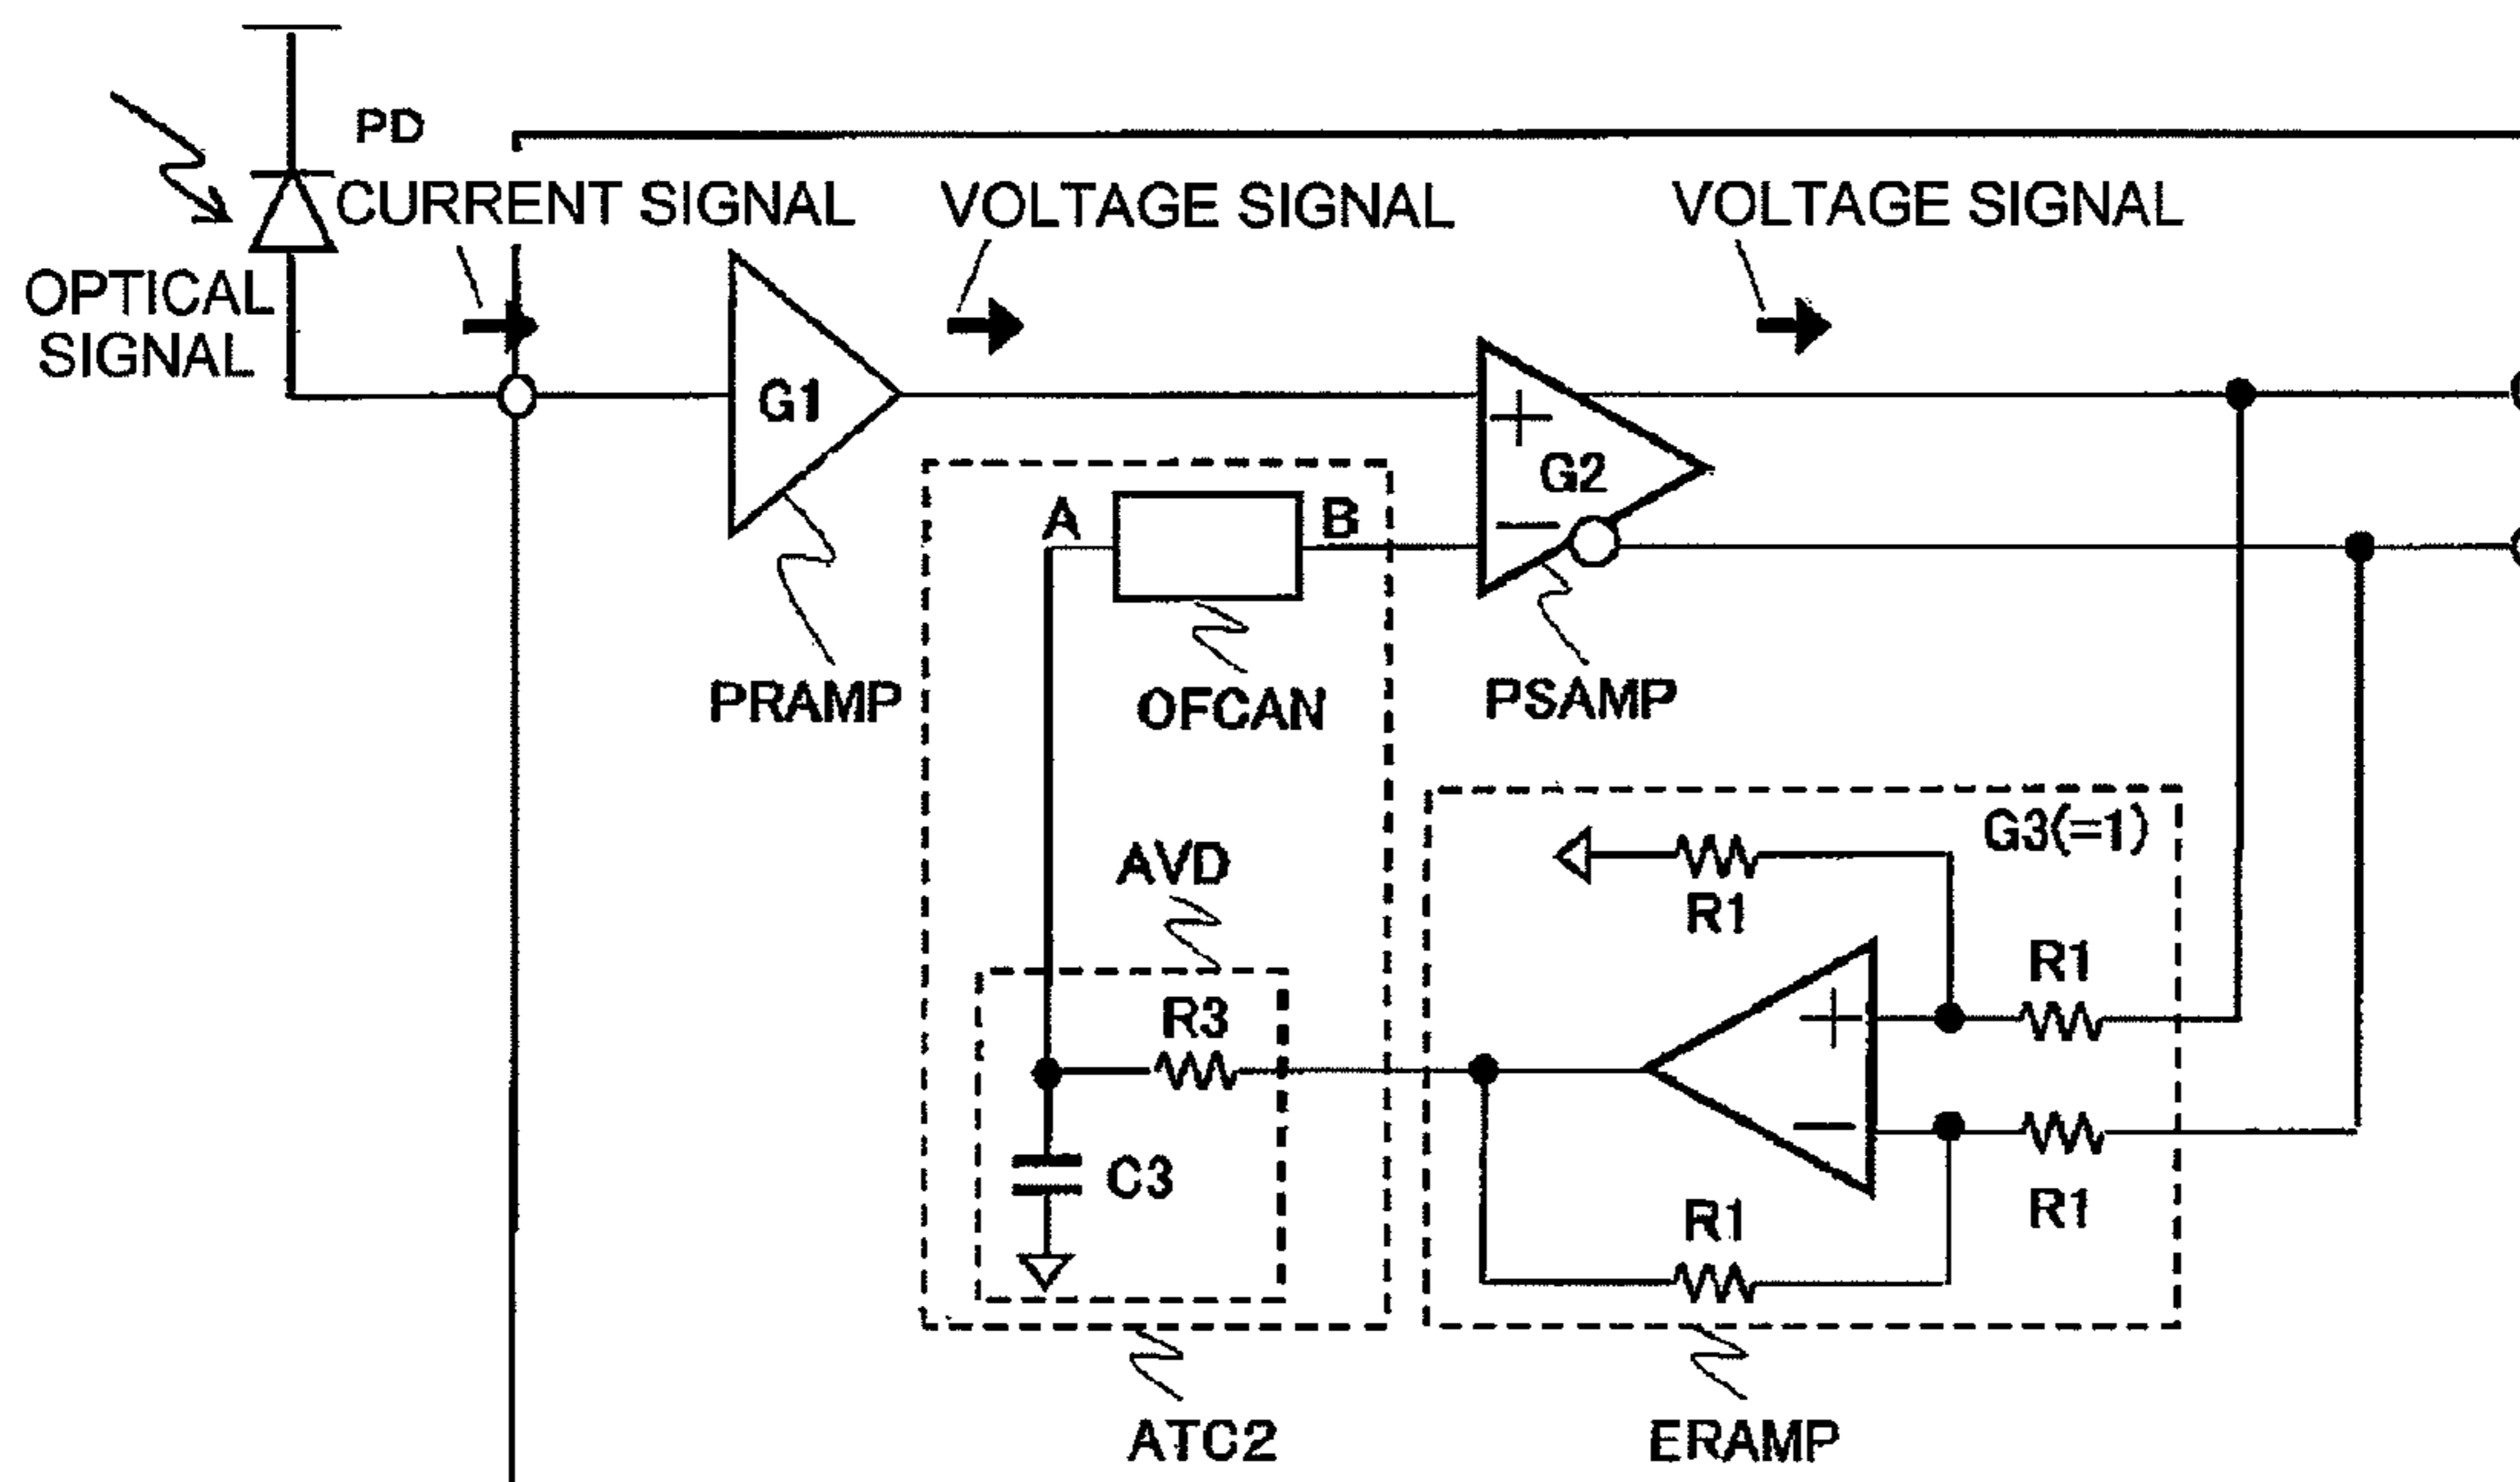 PD
CURRENT SIGNAL
VOLTAGE SIGNAL
VOLTAGE SIGNAL
OPTICAL
SIGNAL
G1
+
G2
−
A
B
PRAMP
OFCAN
PSAMP
G3(=1)
AVD
R1
R1
R3
+
−
C3
R1
R1
ATC2
ERAMP